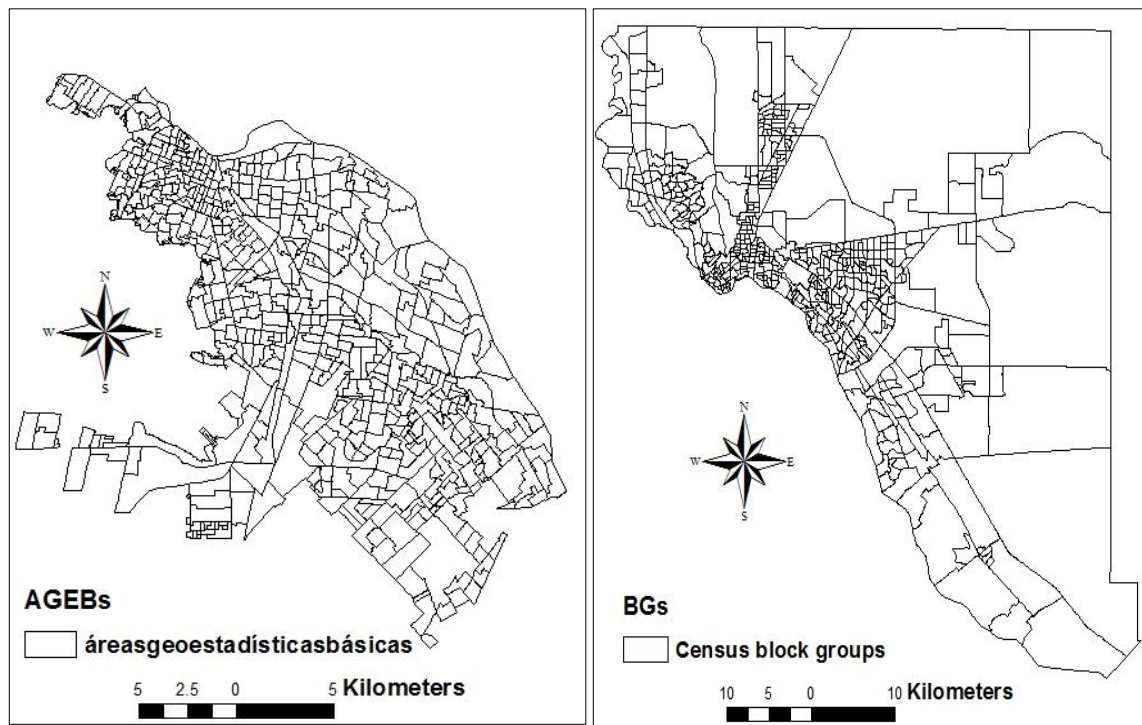 N
W E
S
AGEBs
áreasgeoestadísticasbásicas
5 2.5 0 5 Kilometers
N
W E
S
BGs
Census block groups
10 5 0 10 Kilometers